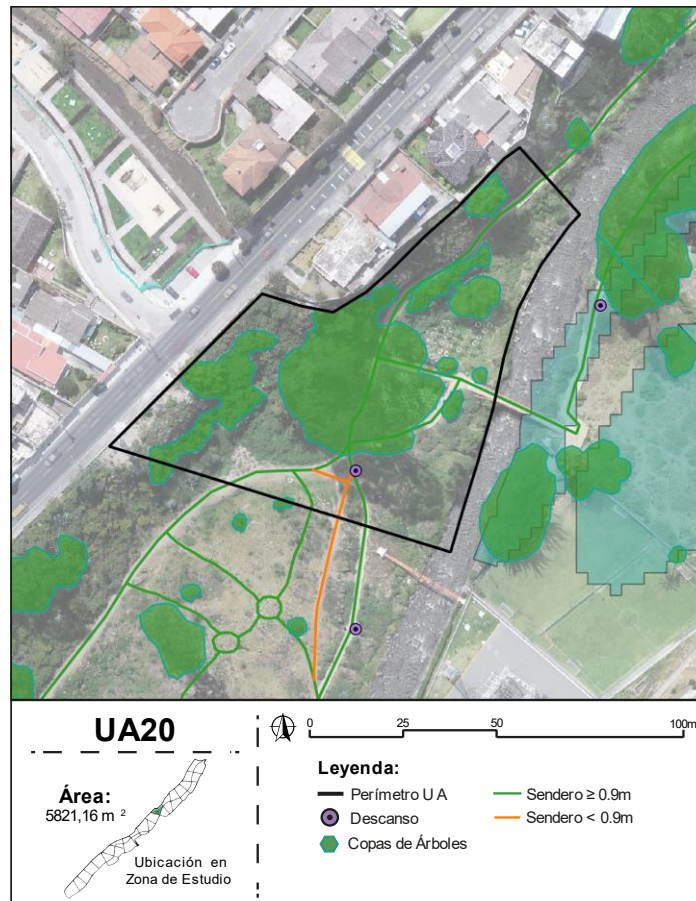 UA20
Área:
5821,16 m ²
Ubicación en
Zona de Estudio
0 25 50 100m
Leyenda:
Perímetro U A
Descanso
Copas de Árboles
Sendero ≥ 0.9m
Sendero < 0.9m